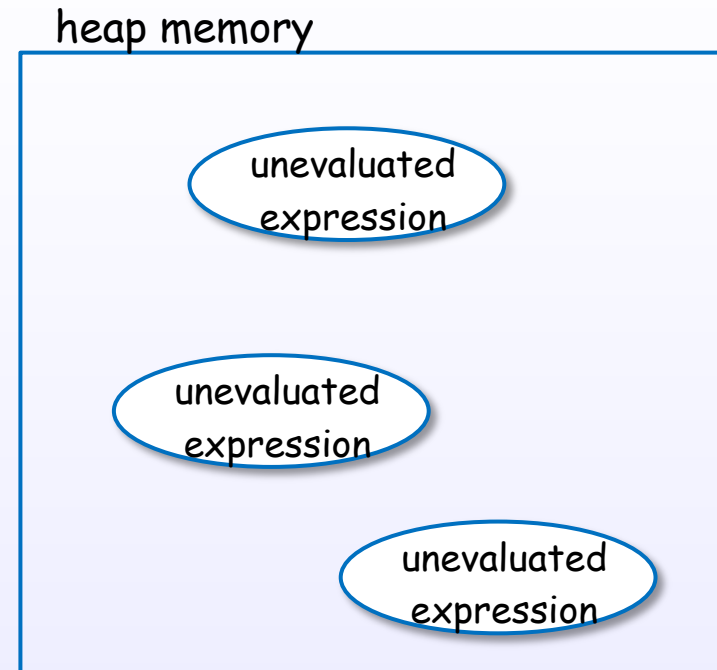 heap memory
unevaluated
expression
unevaluated
expression
unevaluated
expression